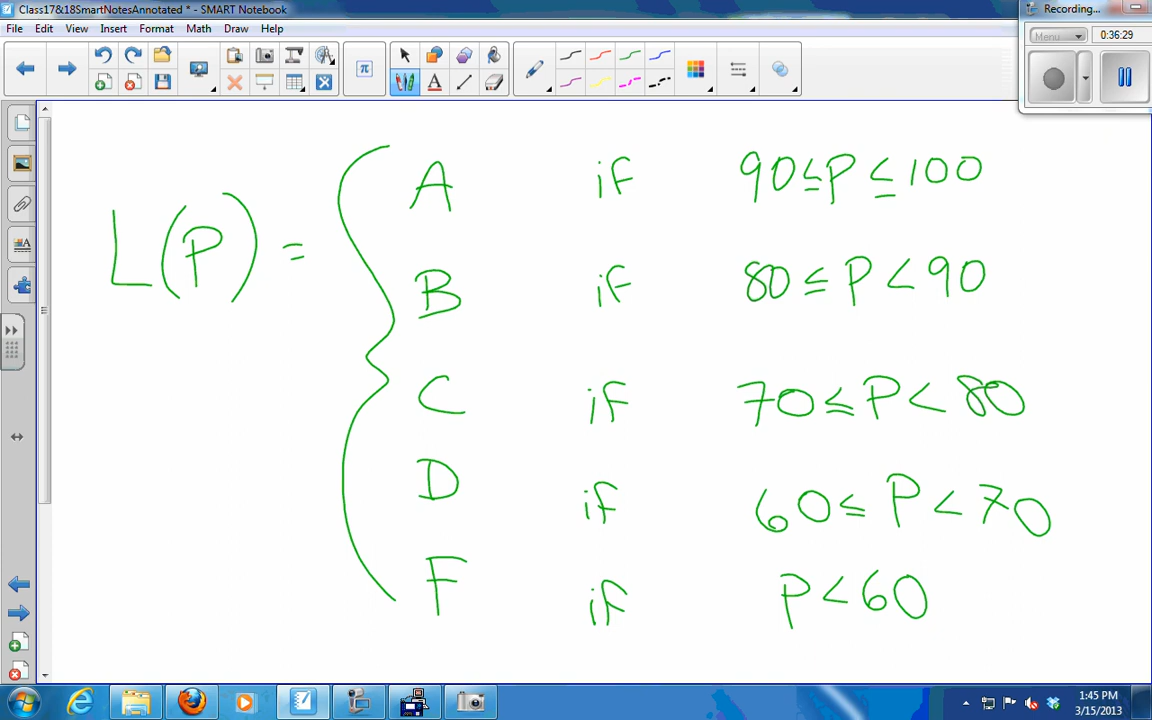 Class17&18SmartNotesAnnotated * - SMART Notebook
Recording...
File Edit View Insert Format Math Draw Help
Menu
0:36:29
L(P) = A if 90≤P≤100
B if 80≤P<90
C if 70≤P<80
D if 60≤P<70
F if P<60
1:45 PM
3/15/2013